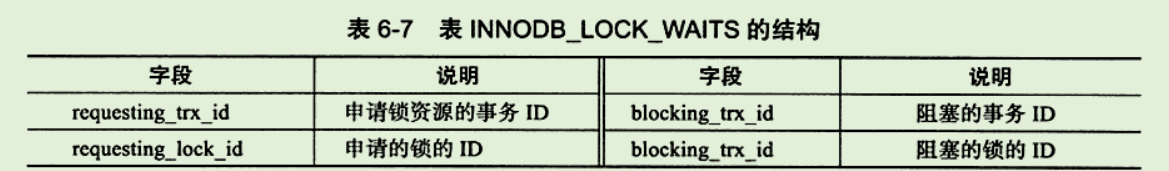 表 6-7 表 INNODB_LOCK_WAITS 的结构
字段 说明 字段 说明
requesting_trx_id 申请锁资源的事务 ID blocking_trx_id 阻塞的事务 ID
requesting_lock_id 申请的锁的 ID blocking_trx_id 阻塞的锁的 ID